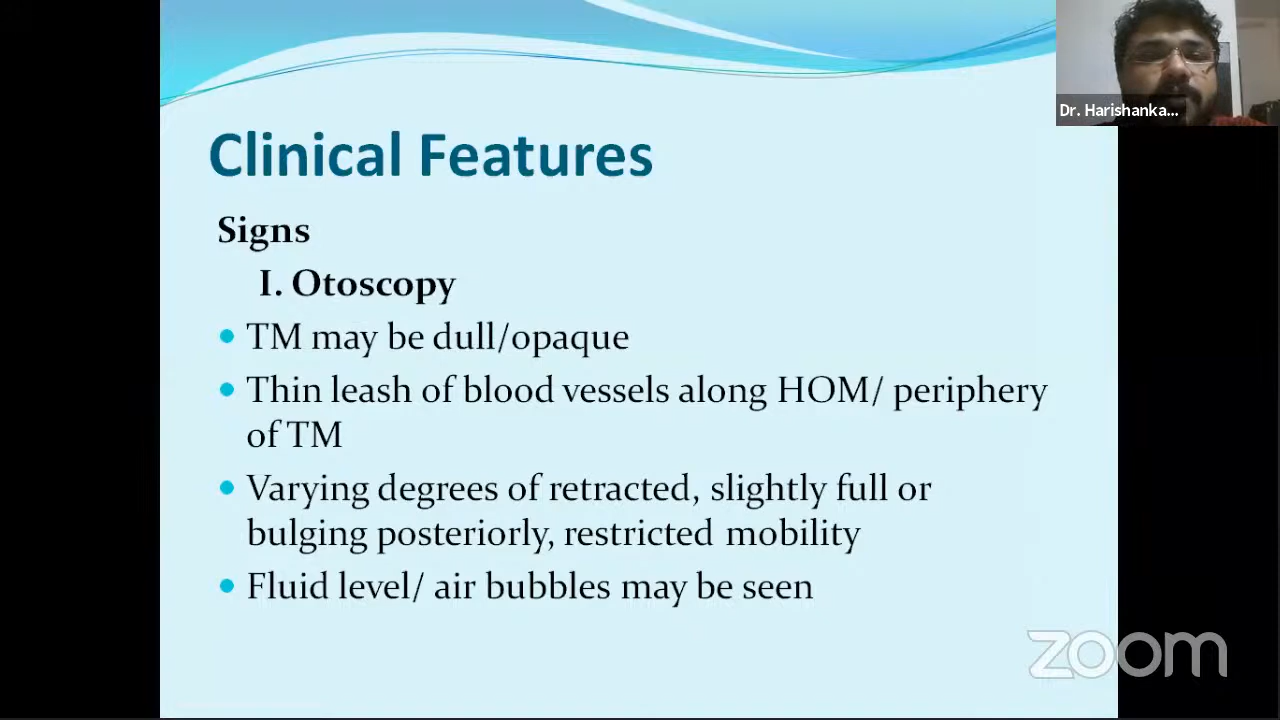 Dr. Harishanka...
Clinical Features
Signs
I. Otoscopy
TM may be dull/opaque
Thin leash of blood vessels along HOM/ periphery
of TM
Varying degrees of retracted, slightly full or
bulging posteriorly, restricted mobility
Fluid level/ air bubbles may be seen
zoom